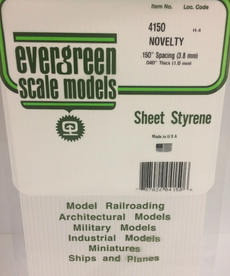 Item No. Loc. Code
4150 H-4
NOVELTY
.150" Spacing (3.8 mm)
.040" Thick (1.0 mm)
evergreen
scale models
Sheet Styrene
Made in U S A
Model Railroading
Architectural Models
Military Models
Industrial Models
Miniatures
Ships and Planes